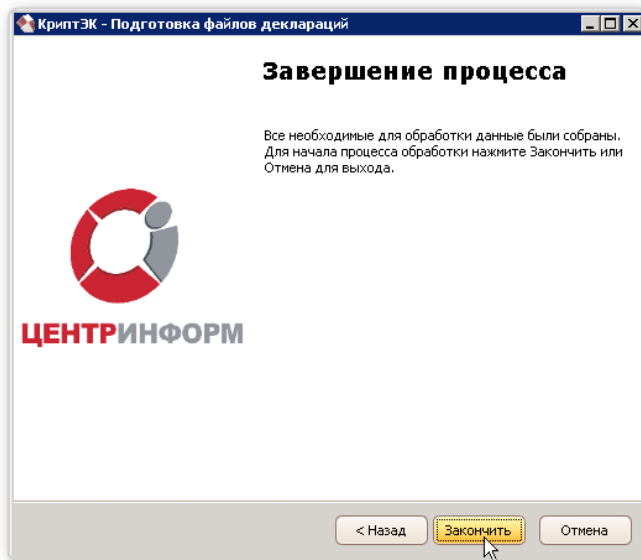 КриптЭК - Подготовка файлов деклараций
Завершение процесса
Все необходимые для обработки данные были собраны.
Для начала процесса обработки нажмите Закончить или
Отмена для выхода.
ЦЕНТРИНФОРМ
< Назад
Закончить
Отмена